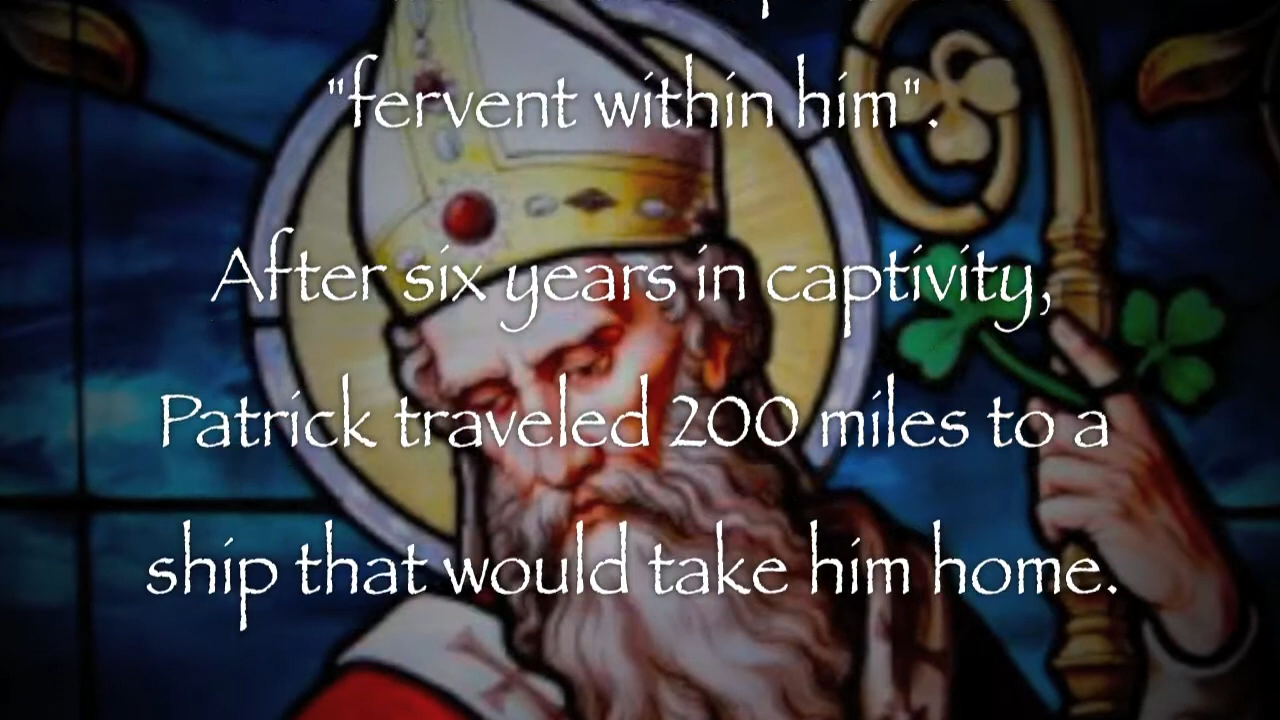 "fervent within him".
After six years in captivity,
Patrick traveled 200 miles to a
ship that would take him home.